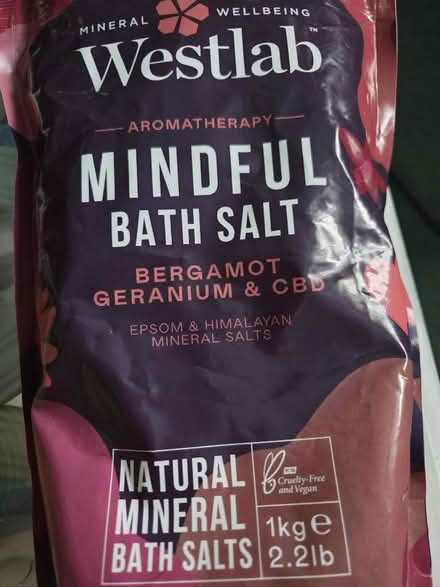 MINERAL WELLBEING
Westlab™
AROMATHERAPY
MINDFUL
BATH SALT
BERGAMOT
GERANIUM & CBD
EPSOM & HIMALAYAN
MINERAL SALTS
NATURAL
MINERAL
BATH SALTS
Cruelty-Free
and Vegan
1kg℮
2.2lb